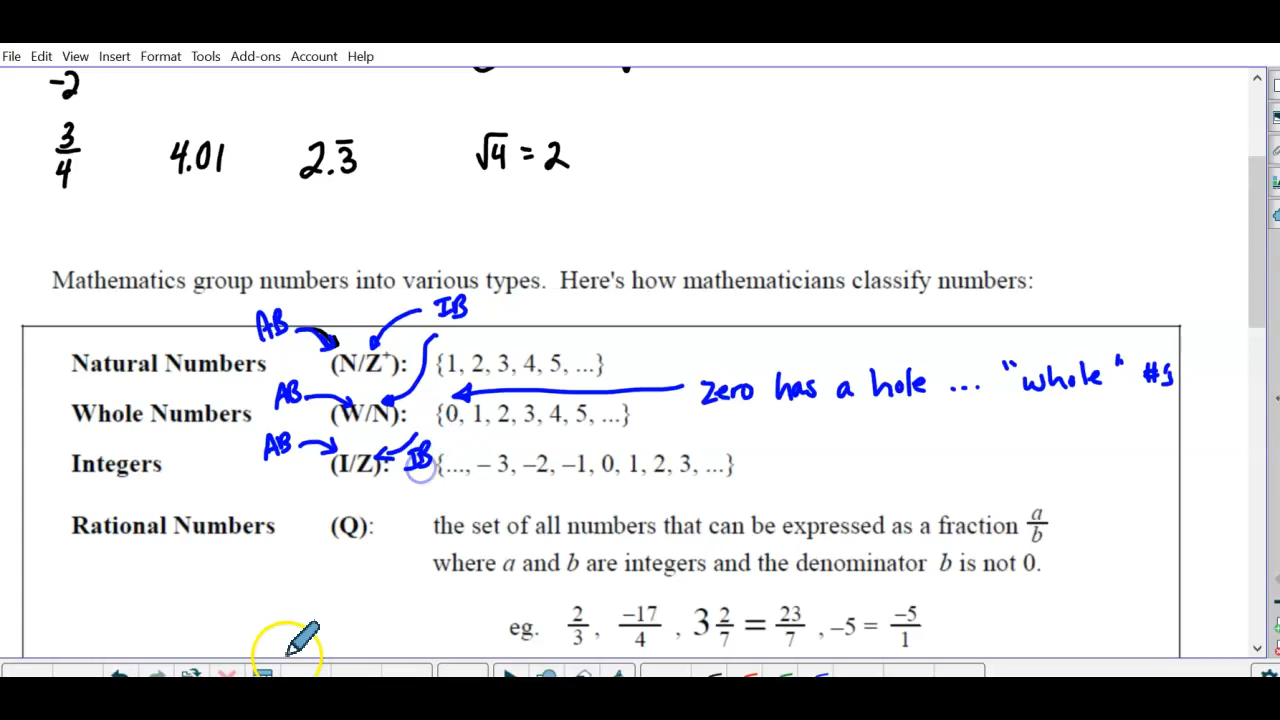 File Edit View Insert Format Tools Add-ons Account Help
-2
3/4 4.01 2.3̅ √4 = 2
Mathematics group numbers into various types. Here's how mathematicians classify numbers:
AB IB
Natural Numbers (N/Z⁺): {1, 2, 3, 4, 5, ...}
AB zero has a hole ... "whole" #s
Whole Numbers (W/N): {0, 1, 2, 3, 4, 5, ...}
AB IB
Integers (I/Z): {..., – 3, –2, –1, 0, 1, 2, 3, ...}
Rational Numbers (Q): the set of all numbers that can be expressed as a fraction a/b
where a and b are integers and the denominator b is not 0.
eg. 2/3 , –17/4 , 3 2/7 = 23/7 , –5 = –5/1